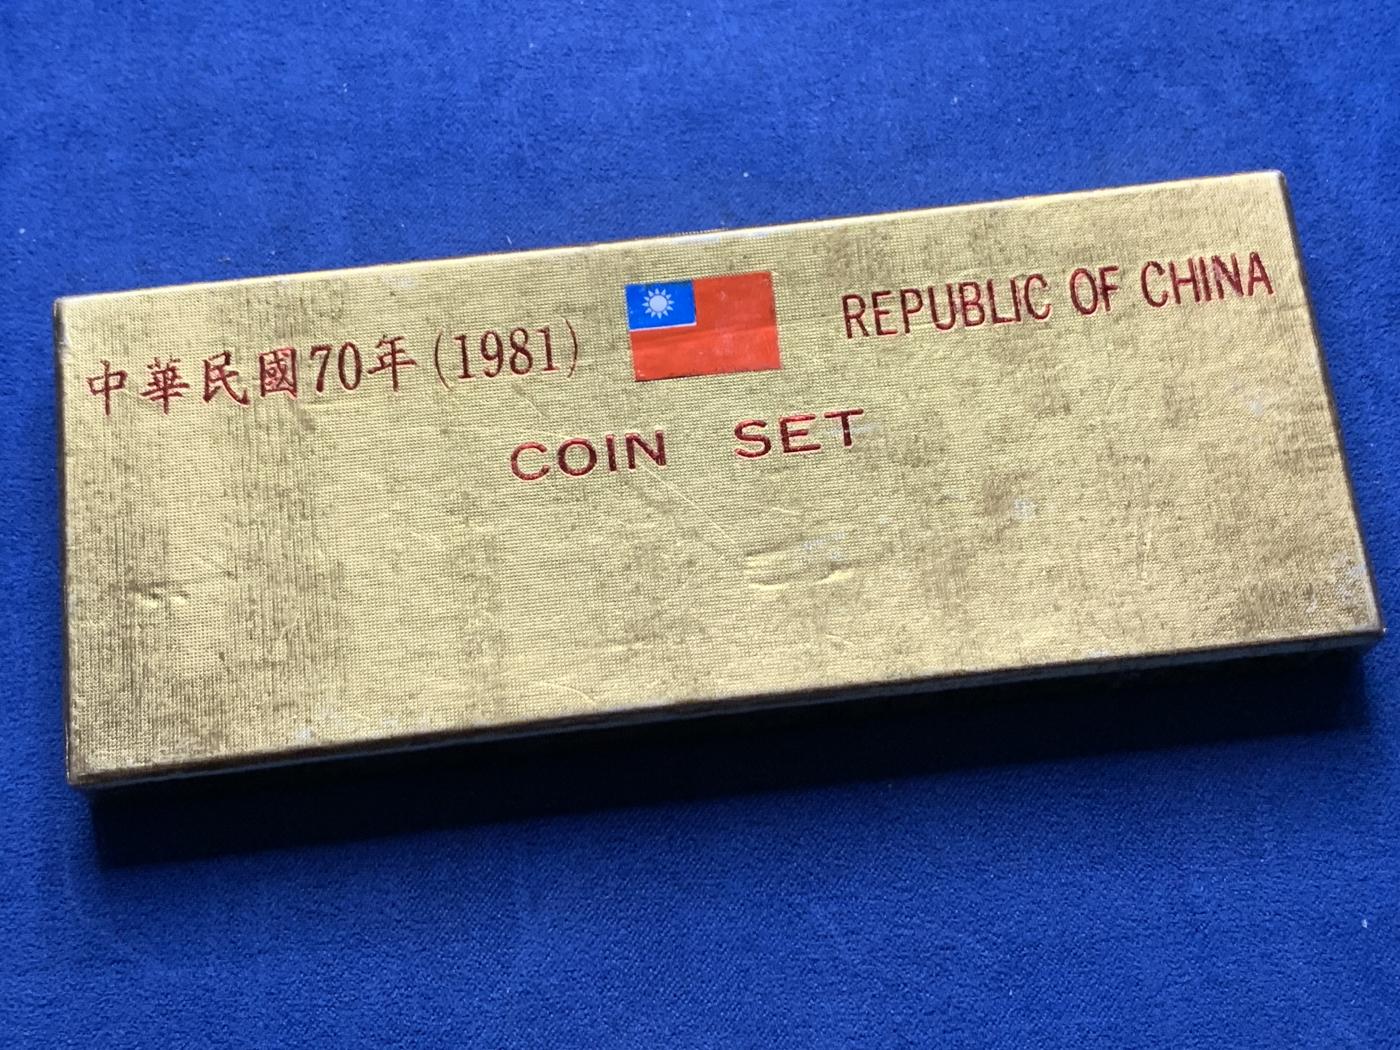 中華民國70年(1981)
REPUBLIC OF CHINA
COIN SET